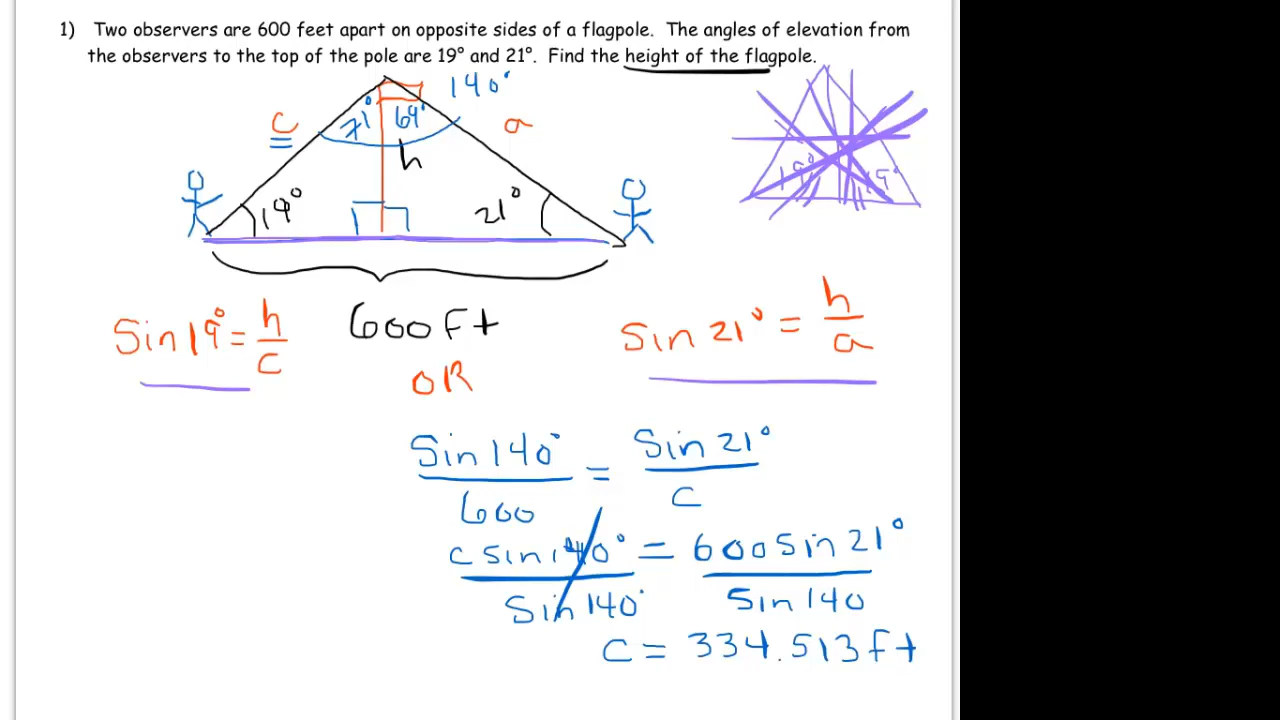 1) Two observers are 600 feet apart on opposite sides of a flagpole. The angles of elevation from
the observers to the top of the pole are 19° and 21°. Find the height of the flagpole.
140°
C
71°
69°
a
h
19°
21°
19°
19°
Sin 19° = h/c
600 Ft
Sin 21° = h/a
OR
Sin 140°/600 = Sin 21°/c
c sin 140°/Sin 140° = 600 Sin 21°/Sin 140
c = 334.513 ft